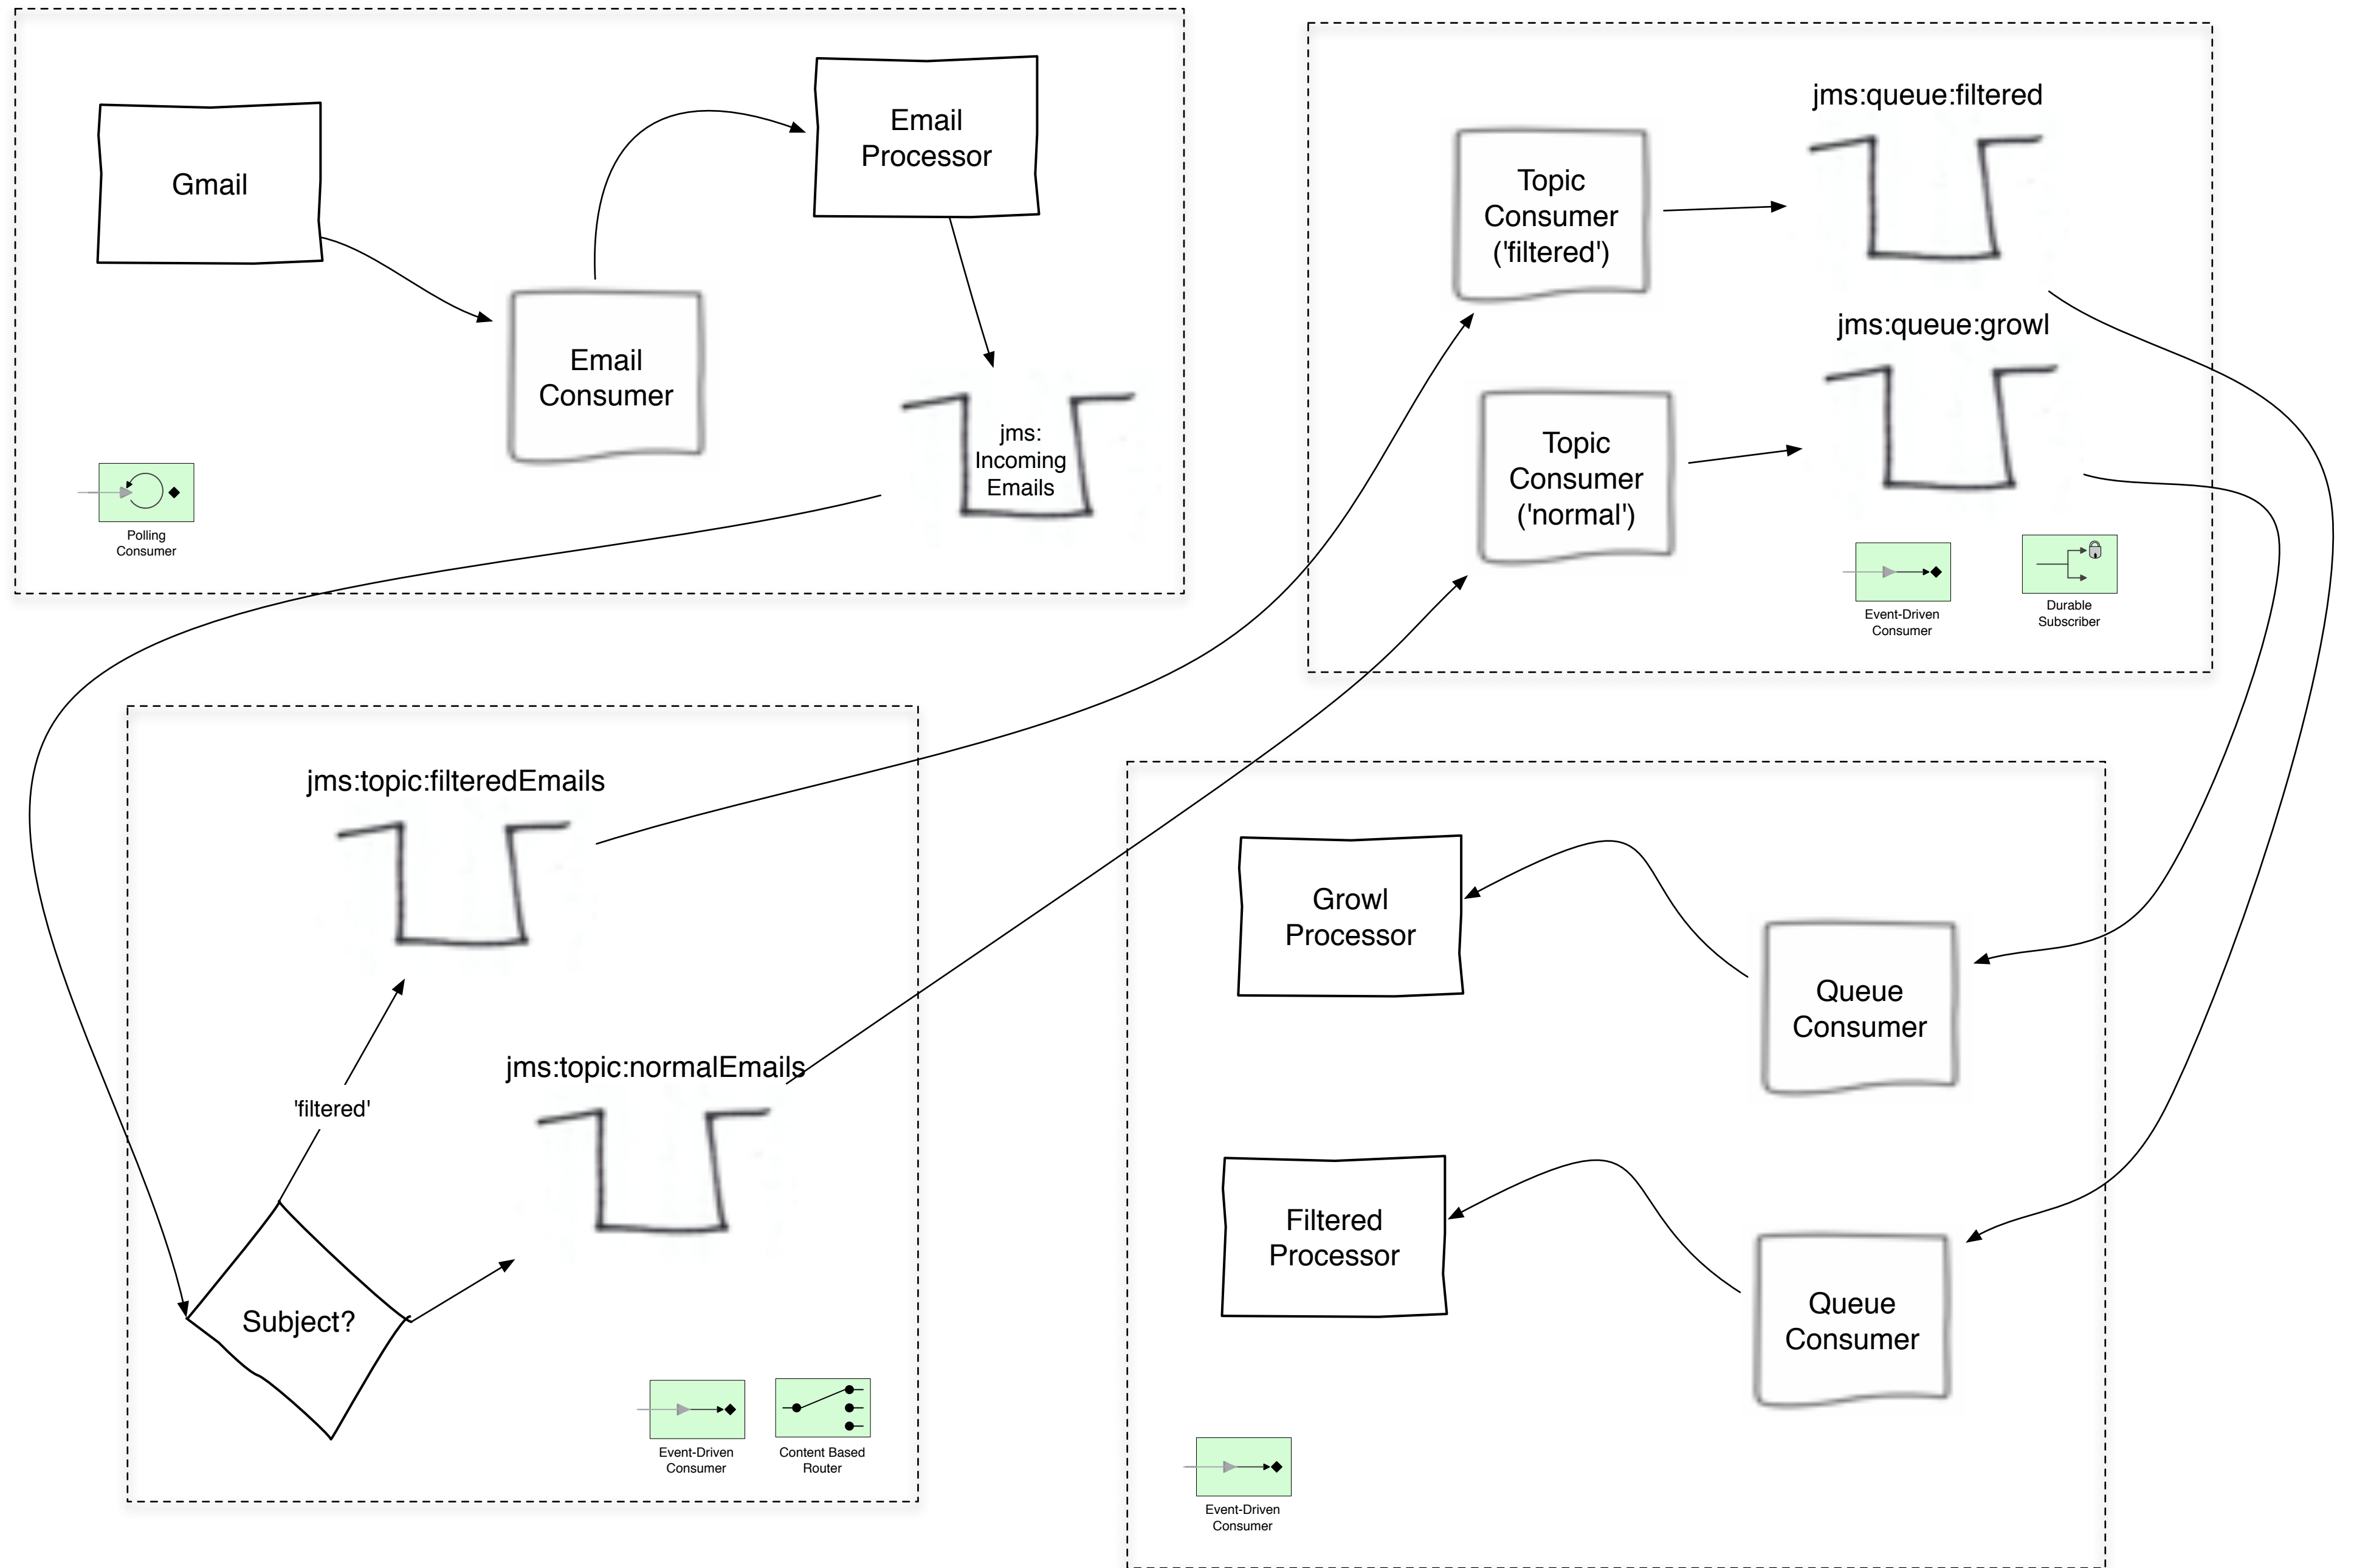 Gmail
Email
Consumer
Email
Processor
jms:
Incoming
Emails
Polling
Consumer
jms:queue:filtered
Topic
Consumer
('filtered')
jms:queue:growl
Topic
Consumer
('normal')
Event-Driven
Consumer
Durable
Subscriber
jms:topic:filteredEmails
jms:topic:normalEmails
'filtered'
Subject?
Event-Driven
Consumer
Content Based
Router
Growl
Processor
Queue
Consumer
Filtered
Processor
Queue
Consumer
Event-Driven
Consumer